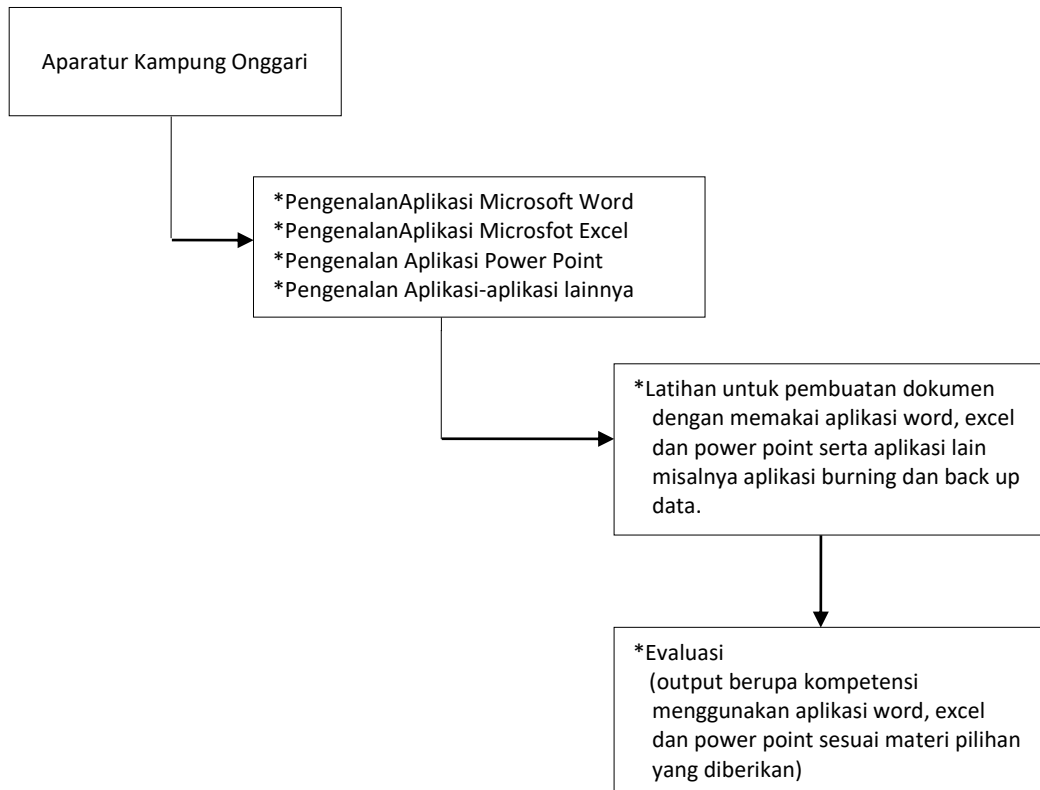 Aparatur Kampung Onggari
*PengenalanAplikasi Microsoft Word
*PengenalanAplikasi Microsfot Excel
*Pengenalan Aplikasi Power Point
*Pengenalan Aplikasi-aplikasi lainnya
*Latihan untuk pembuatan dokumen
dengan memakai aplikasi word, excel
dan power point serta aplikasi lain
misalnya aplikasi burning dan back up
data.
*Evaluasi
(output berupa kompetensi
menggunakan aplikasi word, excel
dan power point sesuai materi pilihan
yang diberikan)